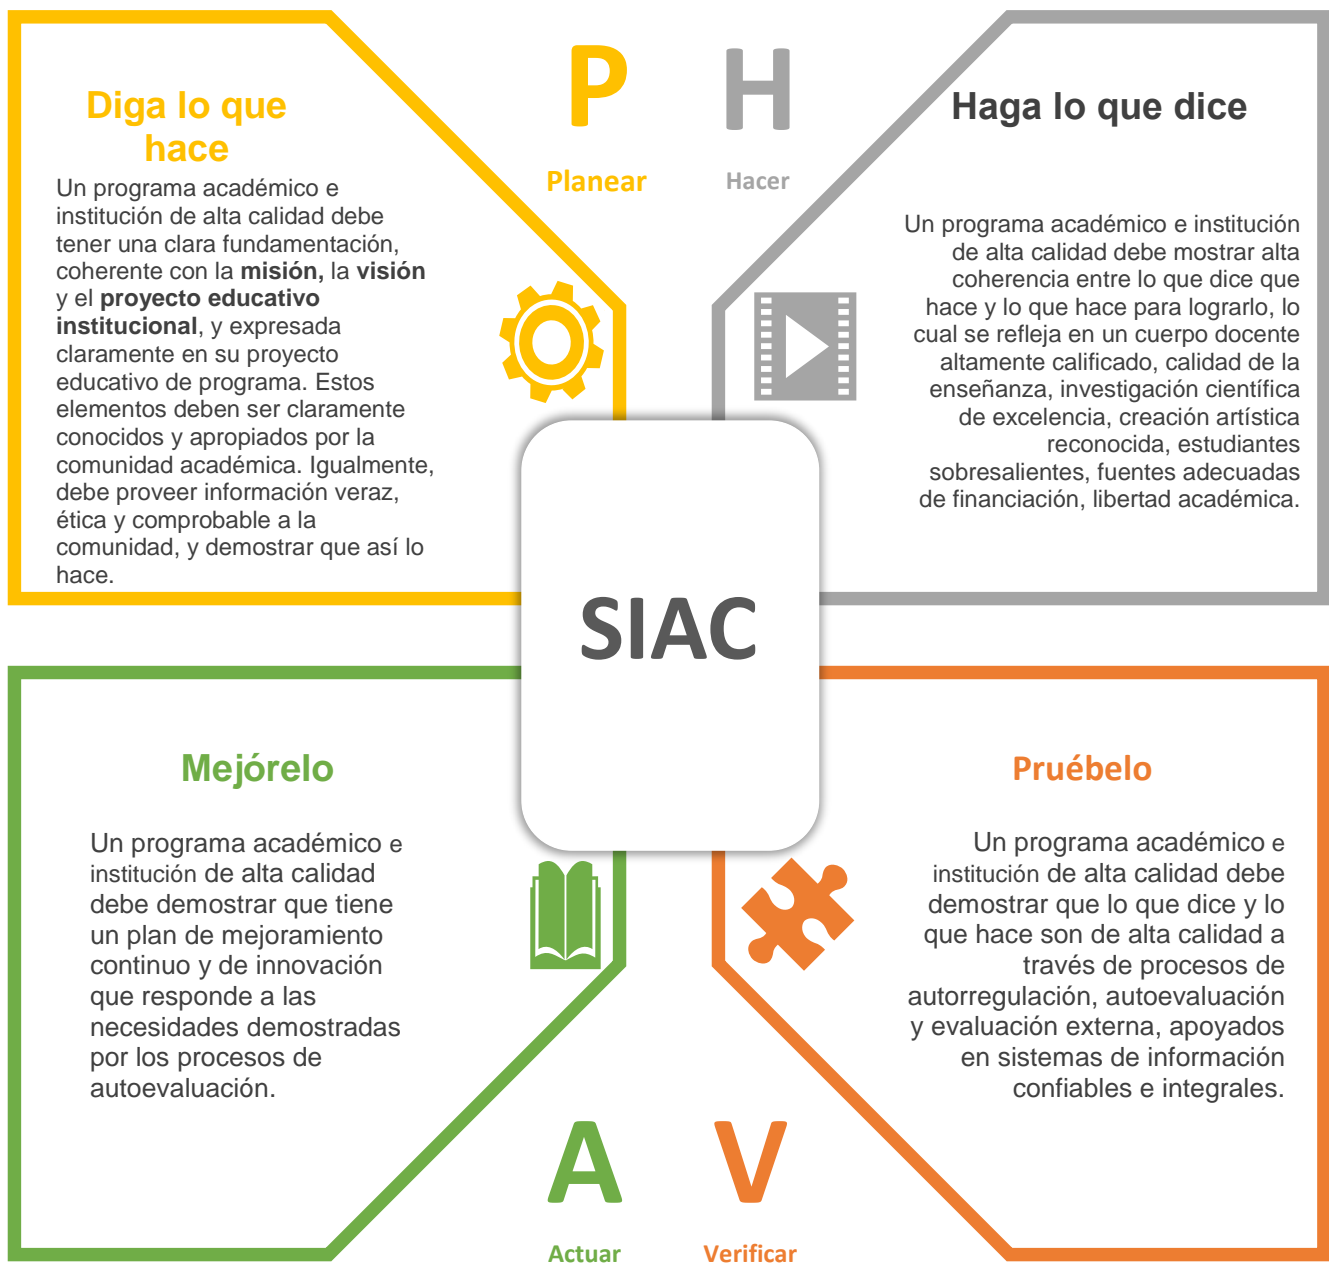 Diga lo que
hace
Un programa académico e
institución de alta calidad debe
tener una clara fundamentación,
coherente con la misión, la visión
y el proyecto educativo
institucional, y expresada
claramente en su proyecto
educativo de programa. Estos
elementos deben ser claramente
conocidos y apropiados por la
comunidad académica. Igualmente,
debe proveer información veraz,
ética y comprobable a la
comunidad, y demostrar que así lo
hace.
P
Planear
H
Hacer
Haga lo que dice
Un programa académico e institución
de alta calidad debe mostrar alta
coherencia entre lo que dice que
hace y lo que hace para lograrlo, lo
cual se refleja en un cuerpo docente
altamente calificado, calidad de la
enseñanza, investigación científica
de excelencia, creación artística
reconocida, estudiantes
sobresalientes, fuentes adecuadas
de financiación, libertad académica.
SIAC
Mejórelo
Un programa académico e
institución de alta calidad
debe demostrar que tiene
un plan de mejoramiento
continuo y de innovación
que responde a las
necesidades demostradas
por los procesos de
autoevaluación.
A
Actuar
V
Verificar
Pruébelo
Un programa académico e
institución de alta calidad debe
demostrar que lo que dice y lo
que hace son de alta calidad a
través de procesos de
autorregulación, autoevaluación
y evaluación externa, apoyados
en sistemas de información
confiables e integrales.